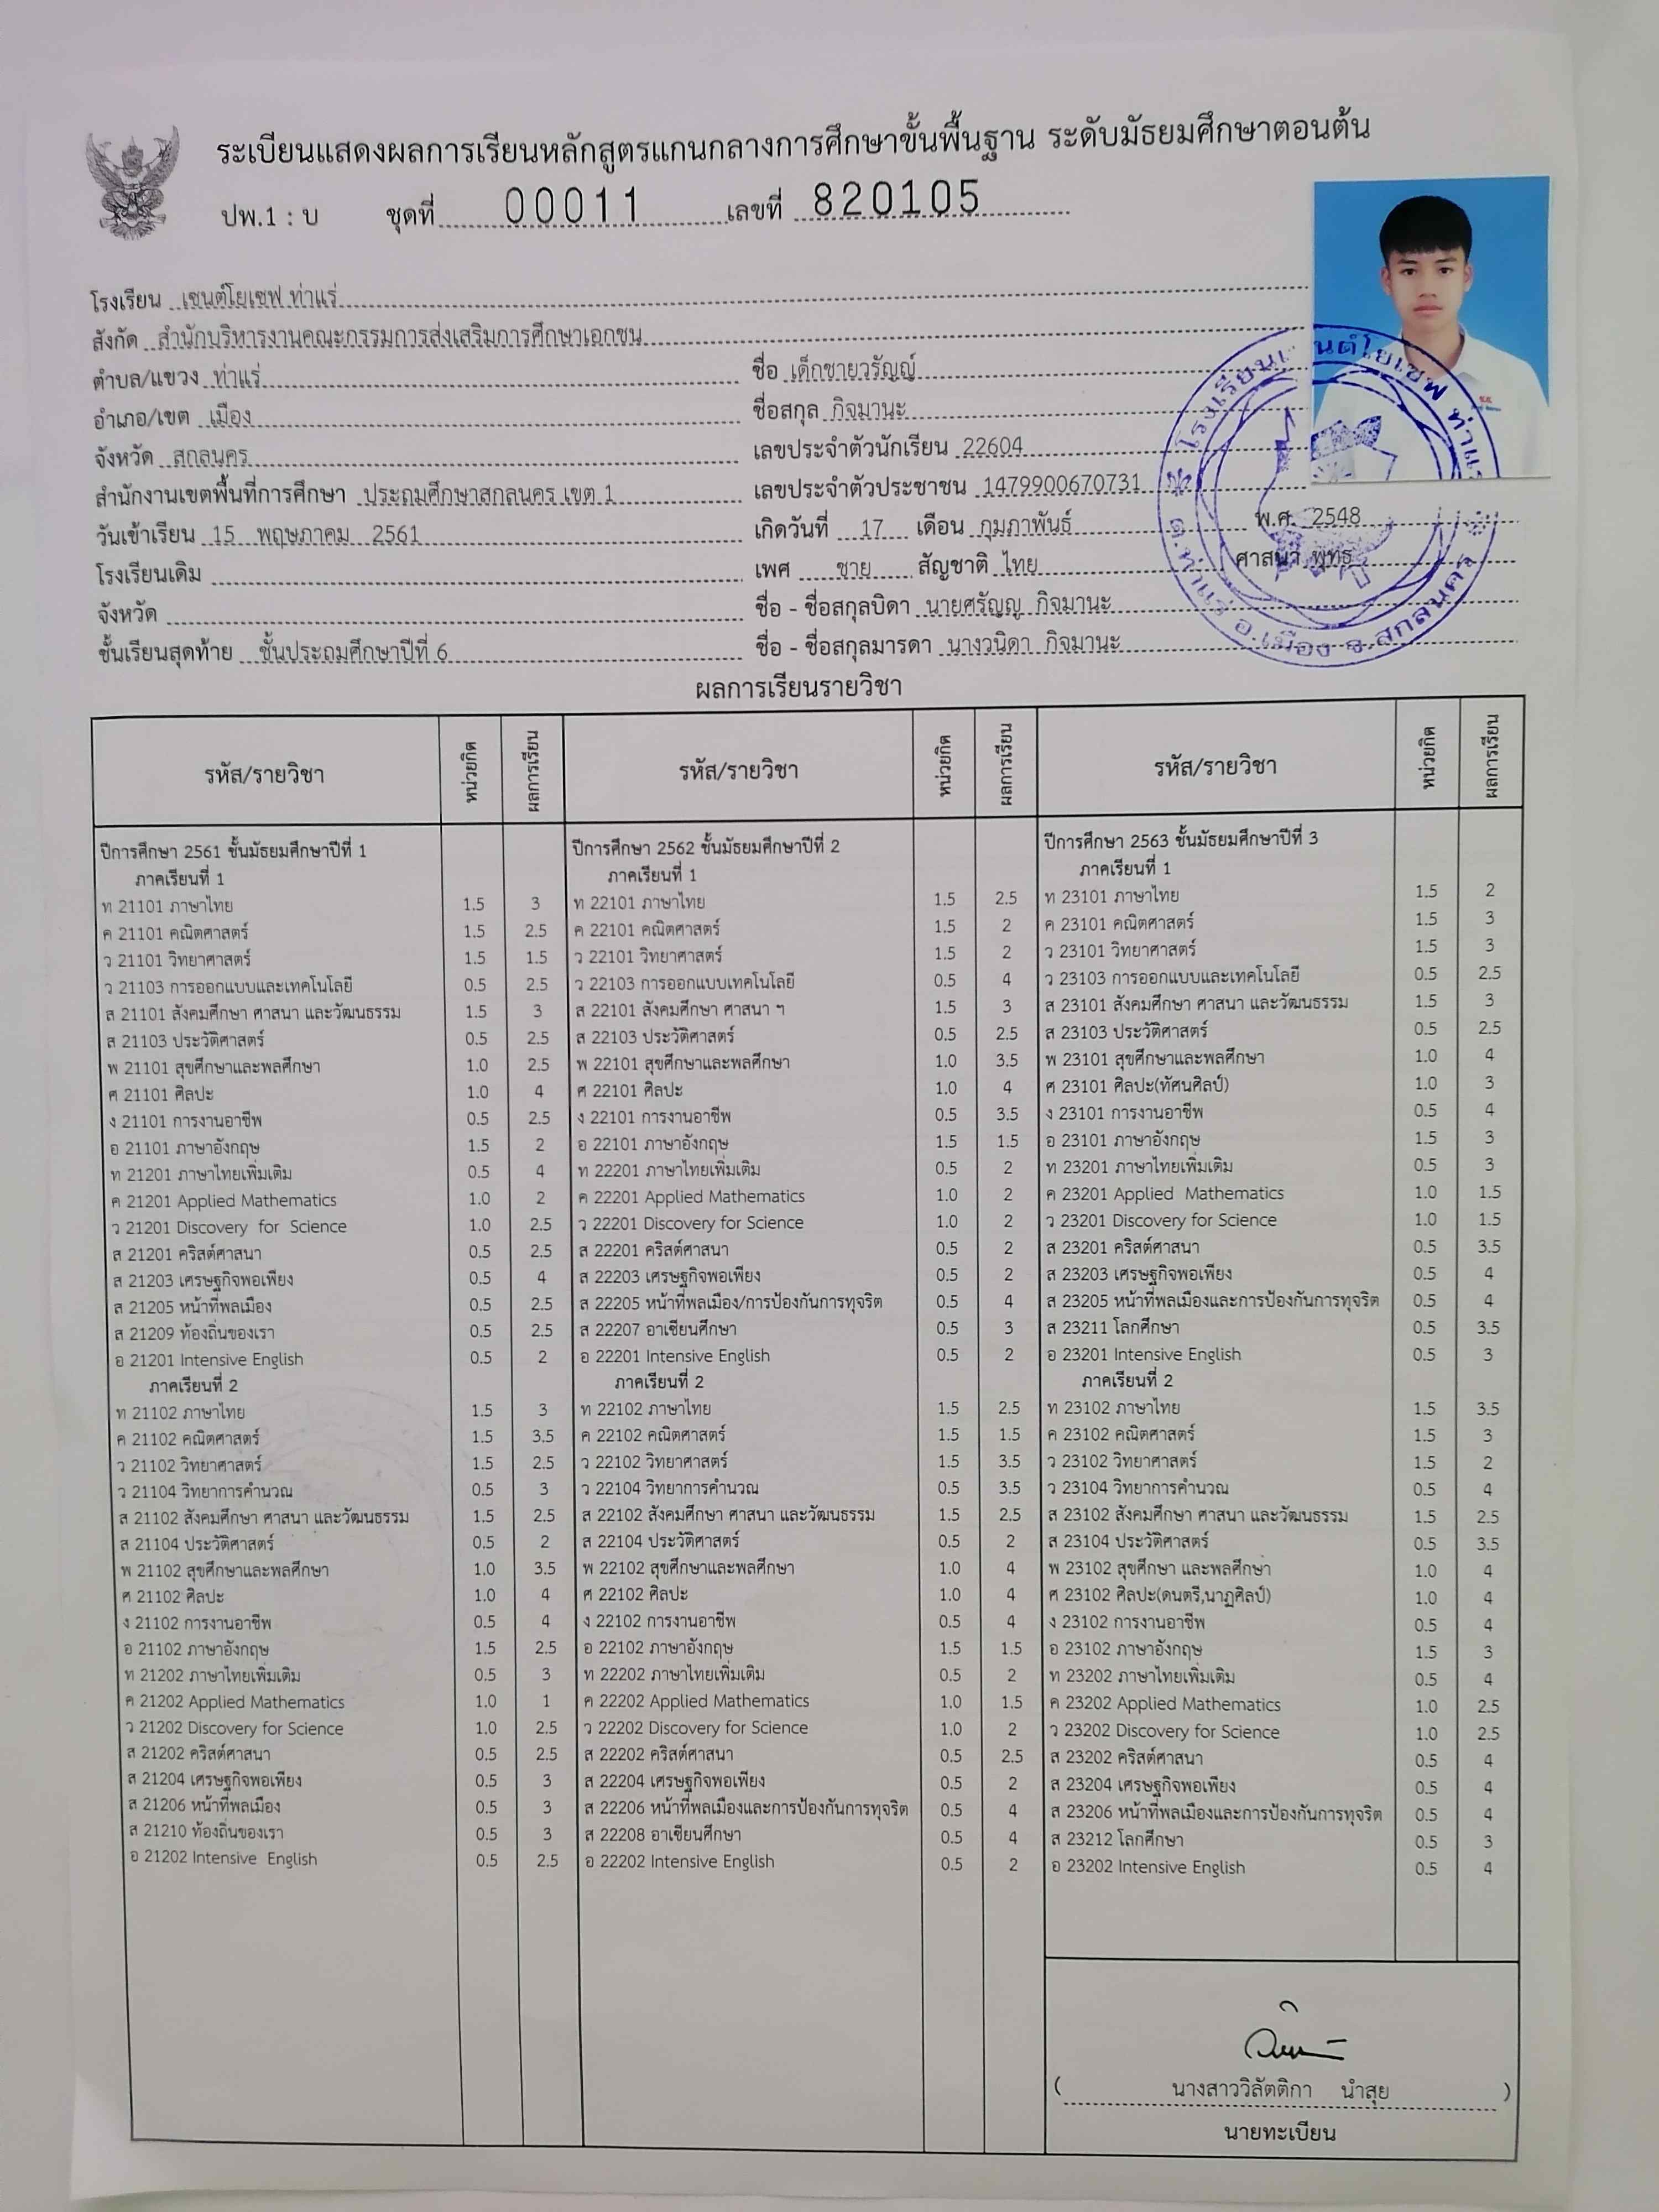 ระเบียนแสดงผลการเรียนหลักสูตรแกนกลางการศึกษาขั้นพื้นฐาน ระดับมัธยมศึกษาตอนต้น
ปพ.1 : บ ชุดที่ 00011 เลขที่ 820105
โรงเรียน เซนต์โยเซฟ ท่าแร่
สังกัด สำนักบริหารงานคณะกรรมการส่งเสริมการศึกษาเอกชน
ตำบล/แขวง ท่าแร่
อำเภอ/เขต เมือง
จังหวัด สกลนคร
สำนักงานเขตพื้นที่การศึกษา ประถมศึกษาสกลนคร เขต 1
วันเข้าเรียน 15 พฤษภาคม 2561
โรงเรียนเดิม
จังหวัด
ชั้นเรียนสุดท้าย ชั้นประถมศึกษาปีที่ 6
ชื่อ เด็กชายวรัญญ์
ชื่อสกุล กิจมานะ
เลขประจำตัวนักเรียน 22604
เลขประจำตัวประชาชน 1479900670731
เกิดวันที่ 17 เดือน กุมภาพันธ์ พ.ศ. 2548
เพศ ชาย สัญชาติ ไทย ศาสนา พุทธ
ชื่อ - ชื่อสกุลบิดา นายศรัญญู กิจมานะ
ชื่อ - ชื่อสกุลมารดา นางวนิดา กิจมานะ
โรงเรียนเซนต์โยเซฟ ท่าแร่
ต.ท่าแร่ อ.เมือง จ.สกลนคร
ผลการเรียนรายวิชา
รหัส/รายวิชา หน่วยกิต ผลการเรียน รหัส/รายวิชา หน่วยกิต ผลการเรียน รหัส/รายวิชา หน่วยกิต ผลการเรียน
ปีการศึกษา 2561 ชั้นมัธยมศึกษาปีที่ 1
ภาคเรียนที่ 1
ท 21101 ภาษาไทย 1.5 3
ค 21101 คณิตศาสตร์ 1.5 2.5
ว 21101 วิทยาศาสตร์ 1.5 1.5
ว 21103 การออกแบบและเทคโนโลยี 0.5 2.5
ส 21101 สังคมศึกษา ศาสนา และวัฒนธรรม 1.5 3
ส 21103 ประวัติศาสตร์ 0.5 2.5
พ 21101 สุขศึกษาและพลศึกษา 1.0 2.5
ศ 21101 ศิลปะ 1.0 4
ง 21101 การงานอาชีพ 0.5 2.5
อ 21101 ภาษาอังกฤษ 1.5 2
ท 21201 ภาษาไทยเพิ่มเติม 0.5 4
ค 21201 Applied Mathematics 1.0 2
ว 21201 Discovery for Science 1.0 2.5
ส 21201 คริสต์ศาสนา 0.5 2.5
ส 21203 เศรษฐกิจพอเพียง 0.5 4
ส 21205 หน้าที่พลเมือง 0.5 2.5
ส 21209 ท้องถิ่นของเรา 0.5 2.5
อ 21201 Intensive English 0.5 2
ภาคเรียนที่ 2
ท 21102 ภาษาไทย 1.5 3
ค 21102 คณิตศาสตร์ 1.5 3.5
ว 21102 วิทยาศาสตร์ 1.5 2.5
ว 21104 วิทยาการคำนวณ 0.5 3
ส 21102 สังคมศึกษา ศาสนา และวัฒนธรรม 1.5 2.5
ส 21104 ประวัติศาสตร์ 0.5 2
พ 21102 สุขศึกษาและพลศึกษา 1.0 3.5
ศ 21102 ศิลปะ 1.0 4
ง 21102 การงานอาชีพ 0.5 4
อ 21102 ภาษาอังกฤษ 1.5 2.5
ท 21202 ภาษาไทยเพิ่มเติม 0.5 3
ค 21202 Applied Mathematics 1.0 1
ว 21202 Discovery for Science 1.0 2.5
ส 21202 คริสต์ศาสนา 0.5 2.5
ส 21204 เศรษฐกิจพอเพียง 0.5 3
ส 21206 หน้าที่พลเมือง 0.5 3
ส 21210 ท้องถิ่นของเรา 0.5 3
อ 21202 Intensive English 0.5 2.5
ปีการศึกษา 2562 ชั้นมัธยมศึกษาปีที่ 2
ภาคเรียนที่ 1
ท 22101 ภาษาไทย 1.5 2.5
ค 22101 คณิตศาสตร์ 1.5 2
ว 22101 วิทยาศาสตร์ 1.5 2
ว 22103 การออกแบบเทคโนโลยี 0.5 4
ส 22101 สังคมศึกษา ศาสนา ฯ 1.5 3
ส 22103 ประวัติศาสตร์ 0.5 2.5
พ 22101 สุขศึกษาและพลศึกษา 1.0 3.5
ศ 22101 ศิลปะ 1.0 4
ง 22101 การงานอาชีพ 0.5 3.5
อ 22101 ภาษาอังกฤษ 1.5 1.5
ท 22201 ภาษาไทยเพิ่มเติม 0.5 2
ค 22201 Applied Mathematics 1.0 2
ว 22201 Discovery for Science 1.0 2
ส 22201 คริสต์ศาสนา 0.5 2
ส 22203 เศรษฐกิจพอเพียง 0.5 2
ส 22205 หน้าที่พลเมือง/การป้องกันการทุจริต 0.5 4
ส 22207 อาเซียนศึกษา 0.5 3
อ 22201 Intensive English 0.5 2
ภาคเรียนที่ 2
ท 22102 ภาษาไทย 1.5 2.5
ค 22102 คณิตศาสตร์ 1.5 1.5
ว 22102 วิทยาศาสตร์ 1.5 3.5
ว 22104 วิทยาการคำนวณ 0.5 3.5
ส 22102 สังคมศึกษา ศาสนา และวัฒนธรรม 1.5 2.5
ส 22104 ประวัติศาสตร์ 0.5 2
พ 22102 สุขศึกษาและพลศึกษา 1.0 4
ศ 22102 ศิลปะ 1.0 4
ง 22102 การงานอาชีพ 0.5 4
อ 22102 ภาษาอังกฤษ 1.5 1.5
ท 22202 ภาษาไทยเพิ่มเติม 0.5 2
ค 22202 Applied Mathematics 1.0 1.5
ว 22202 Discovery for Science 1.0 2
ส 22202 คริสต์ศาสนา 0.5 2.5
ส 22204 เศรษฐกิจพอเพียง 0.5 2
ส 22206 หน้าที่พลเมืองและการป้องกันการทุจริต 0.5 4
ส 22208 อาเซียนศึกษา 0.5 4
อ 22202 Intensive English 0.5 2
ปีการศึกษา 2563 ชั้นมัธยมศึกษาปีที่ 3
ภาคเรียนที่ 1
ท 23101 ภาษาไทย 1.5 2
ค 23101 คณิตศาสตร์ 1.5 3
ว 23101 วิทยาศาสตร์ 1.5 3
ว 23103 การออกแบบและเทคโนโลยี 0.5 2.5
ส 23101 สังคมศึกษา ศาสนา และวัฒนธรรม 1.5 3
ส 23103 ประวัติศาสตร์ 0.5 2.5
พ 23101 สุขศึกษาและพลศึกษา 1.0 4
ศ 23101 ศิลปะ(ทัศนศิลป์) 1.0 3
ง 23101 การงานอาชีพ 0.5 4
อ 23101 ภาษาอังกฤษ 1.5 3
ท 23201 ภาษาไทยเพิ่มเติม 0.5 3
ค 23201 Applied Mathematics 1.0 1.5
ว 23201 Discovery for Science 1.0 1.5
ส 23201 คริสต์ศาสนา 0.5 3.5
ส 23203 เศรษฐกิจพอเพียง 0.5 4
ส 23205 หน้าที่พลเมืองและการป้องกันการทุจริต 0.5 4
ส 23211 โลกศึกษา 0.5 3.5
อ 23201 Intensive English 0.5 3
ภาคเรียนที่ 2
ท 23102 ภาษาไทย 1.5 3.5
ค 23102 คณิตศาสตร์ 1.5 3
ว 23102 วิทยาศาสตร์ 1.5 2
ว 23104 วิทยาการคำนวณ 0.5 4
ส 23102 สังคมศึกษา ศาสนา และวัฒนธรรม 1.5 2.5
ส 23104 ประวัติศาสตร์ 0.5 3.5
พ 23102 สุขศึกษา และพลศึกษา 1.0 4
ศ 23102 ศิลปะ(ดนตรี,นาฏศิลป์) 1.0 4
ง 23102 การงานอาชีพ 0.5 4
อ 23102 ภาษาอังกฤษ 1.5 3
ท 23202 ภาษาไทยเพิ่มเติม 0.5 4
ค 23202 Applied Mathematics 1.0 2.5
ว 23202 Discovery for Science 1.0 2.5
ส 23202 คริสต์ศาสนา 0.5 4
ส 23204 เศรษฐกิจพอเพียง 0.5 4
ส 23206 หน้าที่พลเมืองและการป้องกันการทุจริต 0.5 4
ส 23212 โลกศึกษา 0.5 3
อ 23202 Intensive English 0.5 4
( นางสาววิลัตติกา นำสุย )
นายทะเบียน